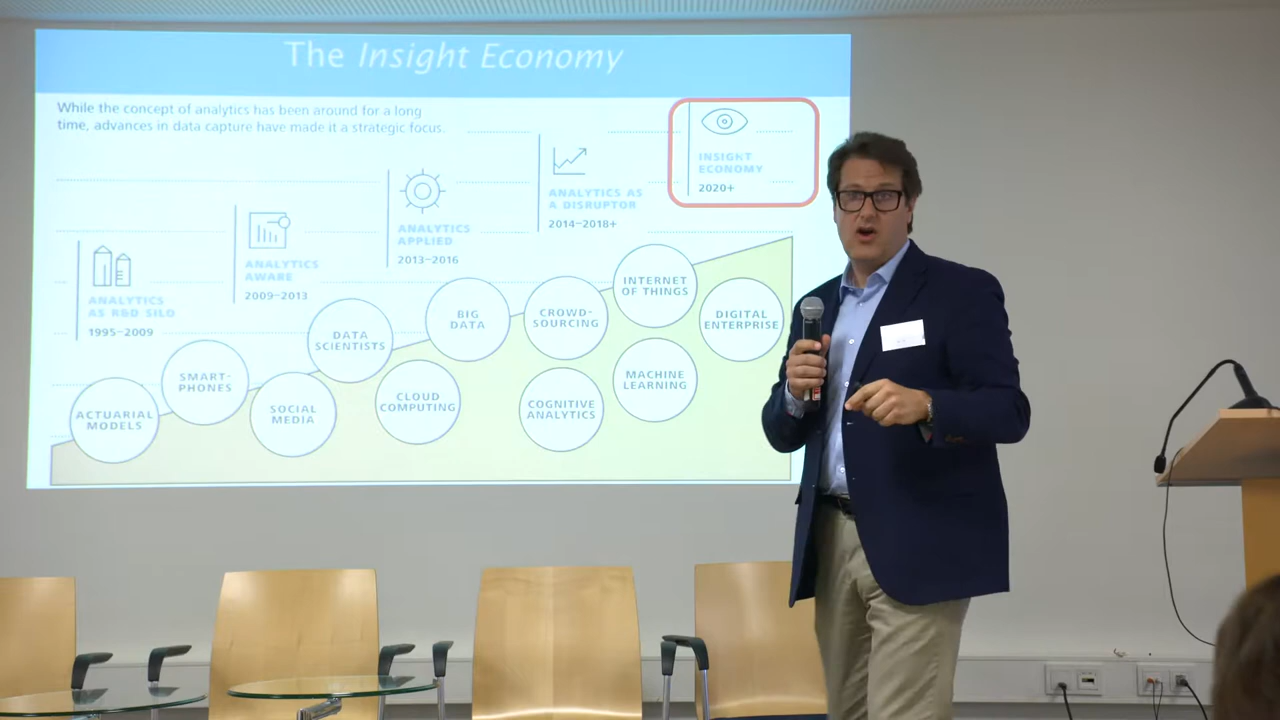 The Insight Economy
While the concept of analytics has been around for a long
time, advances in data capture have made it a strategic focus.
INSIGHT
ECONOMY
2020+
ANALYTICS AS
A DISRUPTOR
2014–2018+
ANALYTICS
APPLIED
2013–2016
ANALYTICS
AWARE
2009–2013
ANALYTICS
AS R&D SILO
1995–2009
ACTUARIAL
MODELS
SMART-
PHONES
SOCIAL
MEDIA
DATA
SCIENTISTS
CLOUD
COMPUTING
BIG
DATA
CROWD-
SOURCING
COGNITIVE
ANALYTICS
INTERNET
OF THINGS
MACHINE
LEARNING
DIGITAL
ENTERPRISE